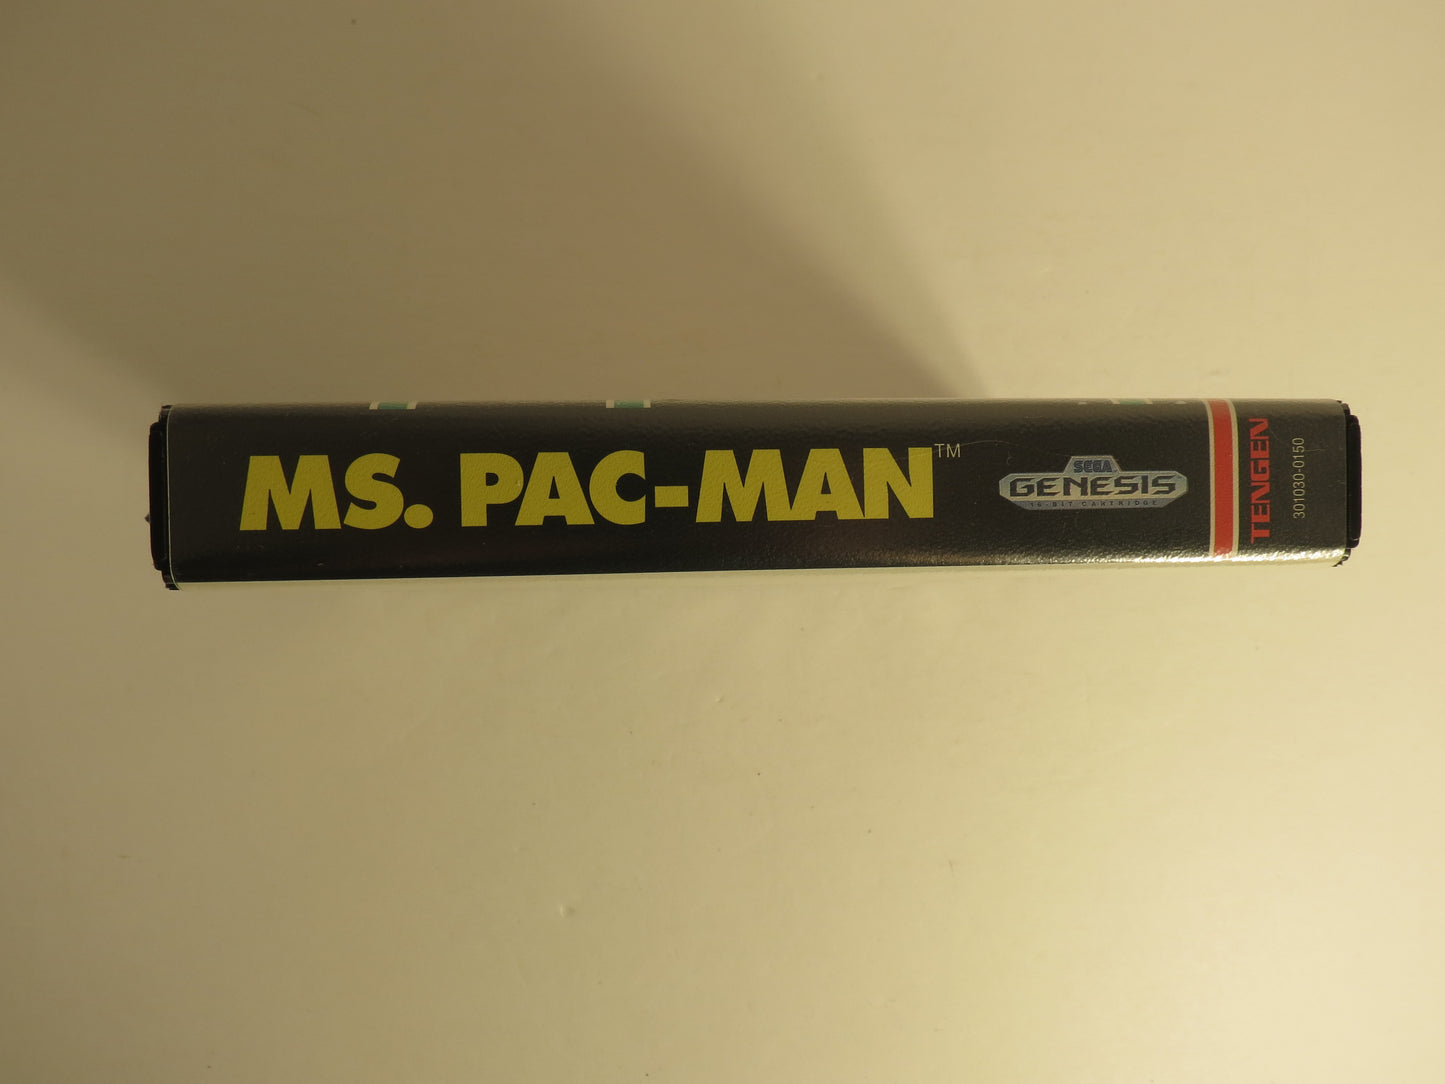 MS. PAC-MAN™
SEGA
GENESIS
16-BIT CARTRIDGE
TENGEN
301030-0150